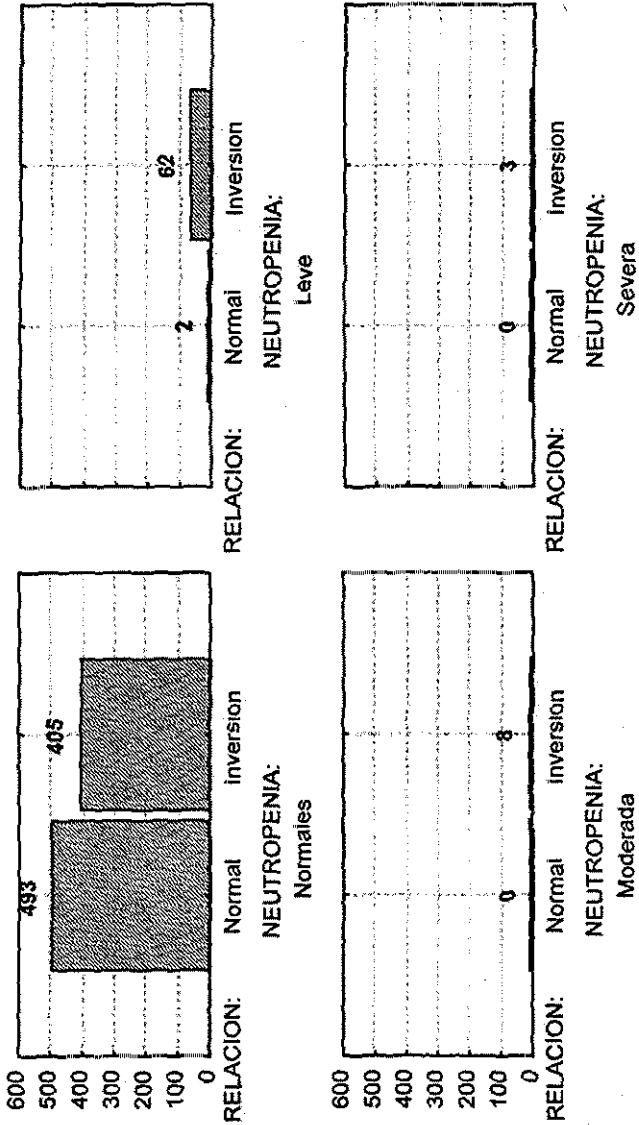 600
500
400
300
200
100
0
493
405
RELACION: Normal Inversion
NEUTROPENIA:
Normales
2
62
RELACION: Normal Inversion
NEUTROPENIA:
Leve
600
500
400
300
200
100
0
0
8
RELACION: Normal Inversion
NEUTROPENIA:
Moderada
0
3
RELACION: Normal Inversion
NEUTROPENIA:
Severa